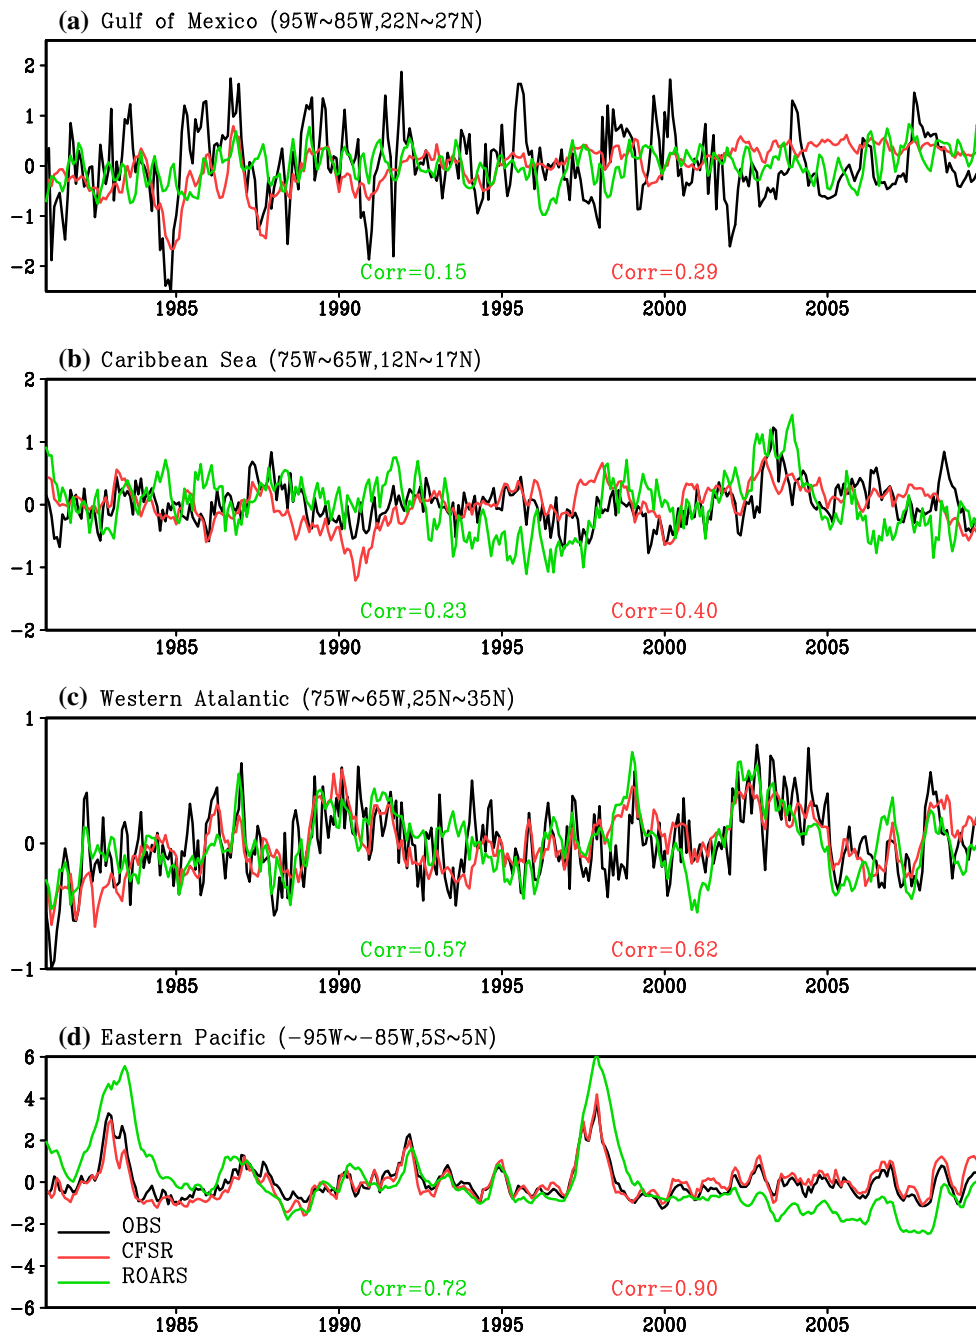 (a) Gulf of Mexico (95W~85W,22N~27N)
2
1
0
-1
-2
Corr=0.15 Corr=0.29
1985 1990 1995 2000 2005
(b) Caribbean Sea (75W~65W,12N~17N)
2
1
0
-1
-2
Corr=0.23 Corr=0.40
1985 1990 1995 2000 2005
(c) Western Atalantic (75W~65W,25N~35N)
1
0
-1
Corr=0.57 Corr=0.62
1985 1990 1995 2000 2005
(d) Eastern Pacific (-95W~-85W,5S~5N)
6
4
2
0
-2
-4
-6
OBS
CFSR
ROARS
Corr=0.72 Corr=0.90
1985 1990 1995 2000 2005